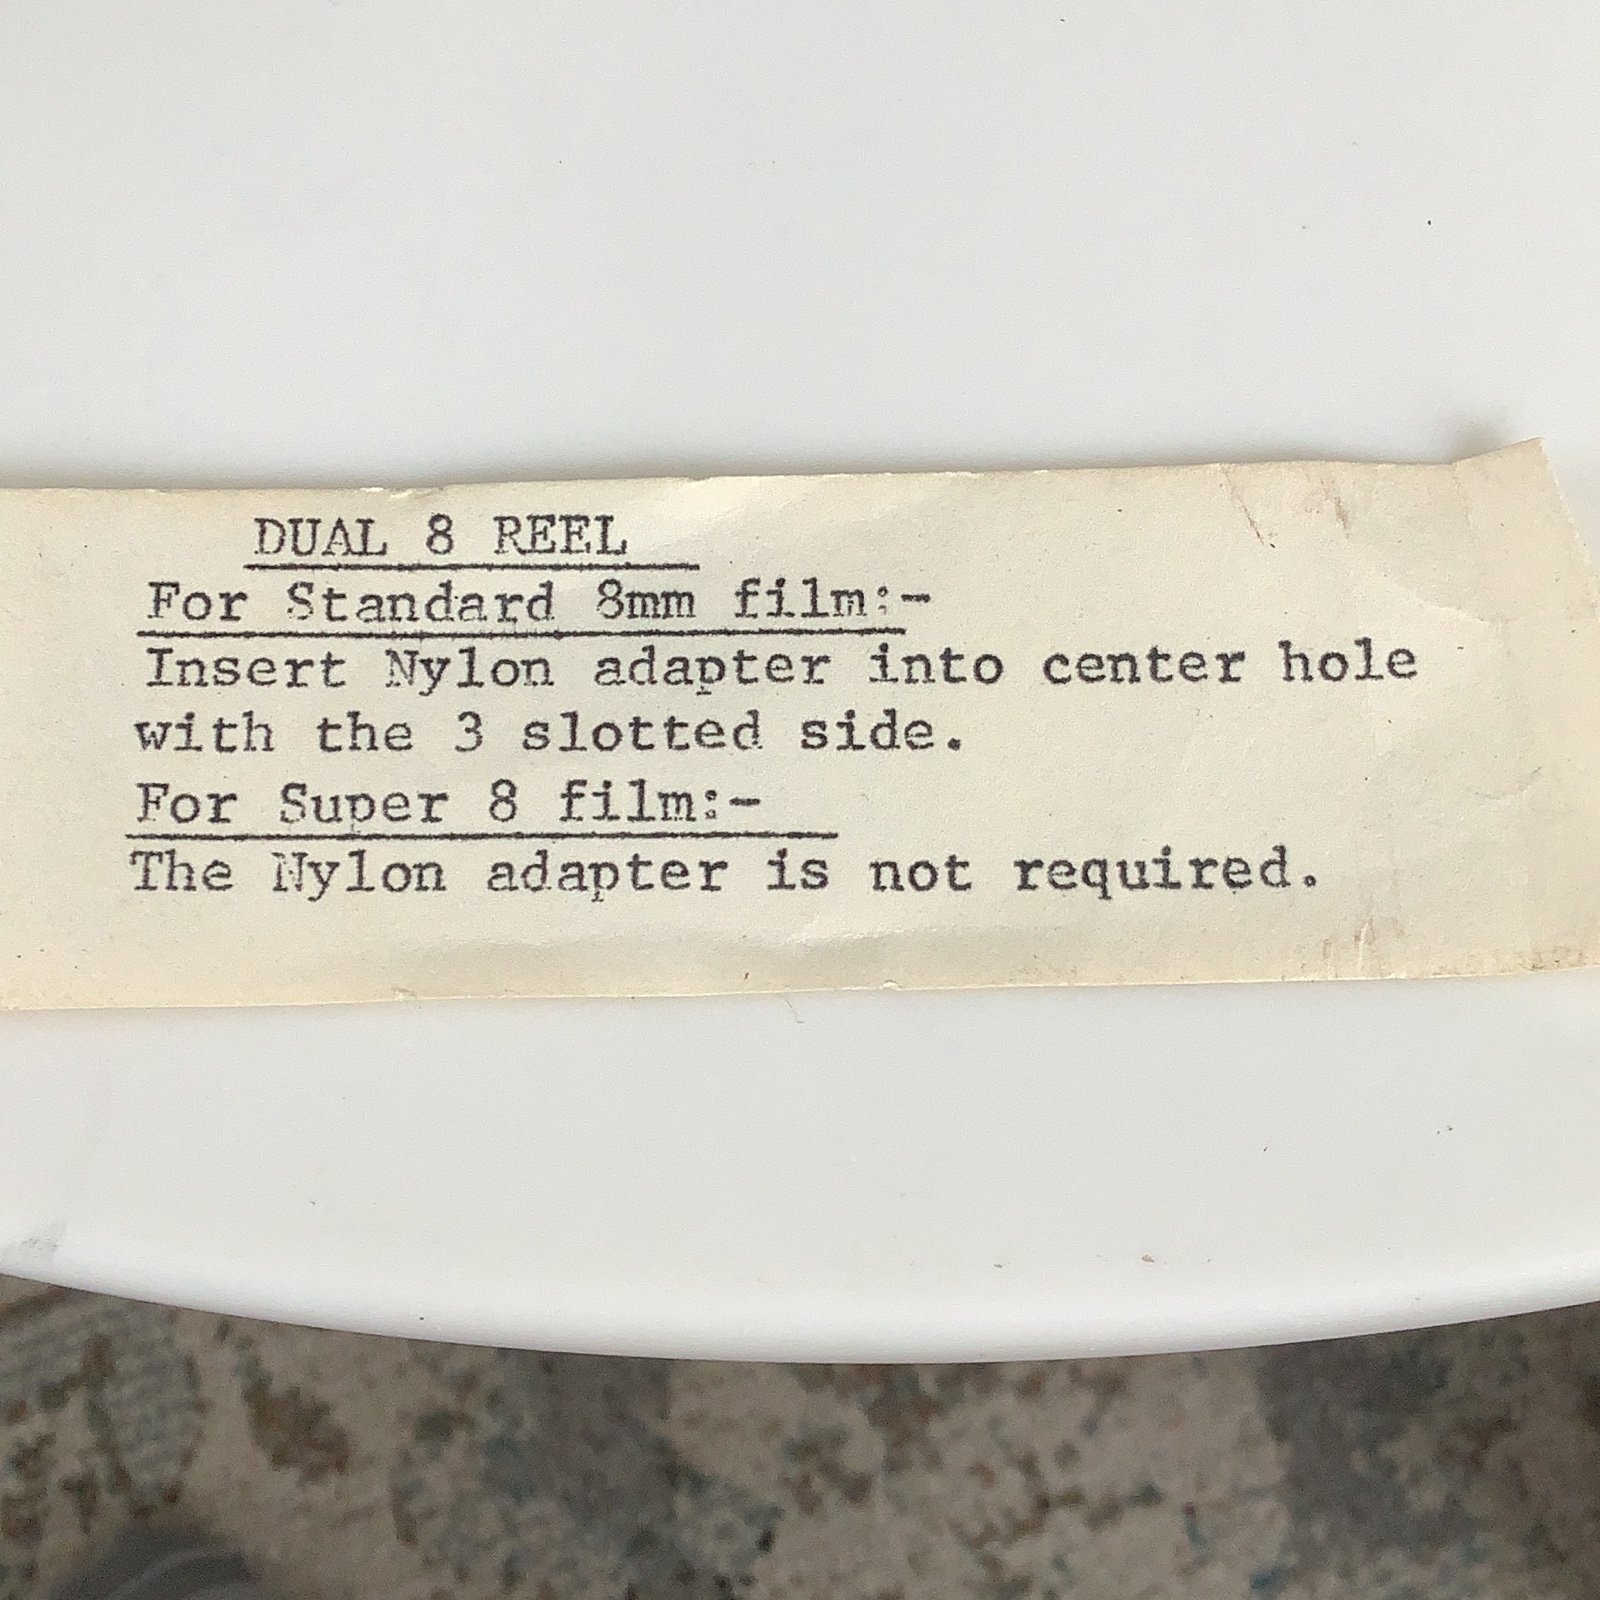 DUAL 8 REEL
For Standard 8mm film:-
Insert Nylon adapter into center hole
with the 3 slotted side.
For Super 8 film:-
The Nylon adapter is not required.